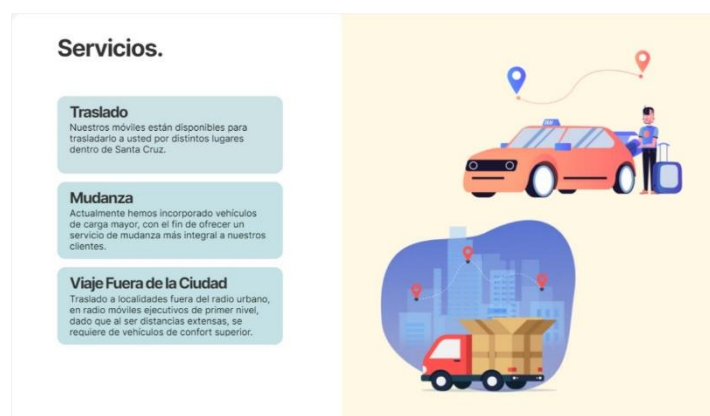 Servicios.
Traslado
Nuestros móviles están disponibles para
trasladarlo a usted por distintos lugares
dentro de Santa Cruz.
Mudanza
Actualmente hemos incorporado vehículos
de carga mayor, con el fin de ofrecer un
servicio de mudanza más integral a nuestros
clientes.
Viaje Fuera de la Ciudad
Traslado a localidades fuera del radio urbano,
en radio móviles ejecutivos de primer nivel,
dado que al ser distancias extensas, se
requiere de vehículos de confort superior.